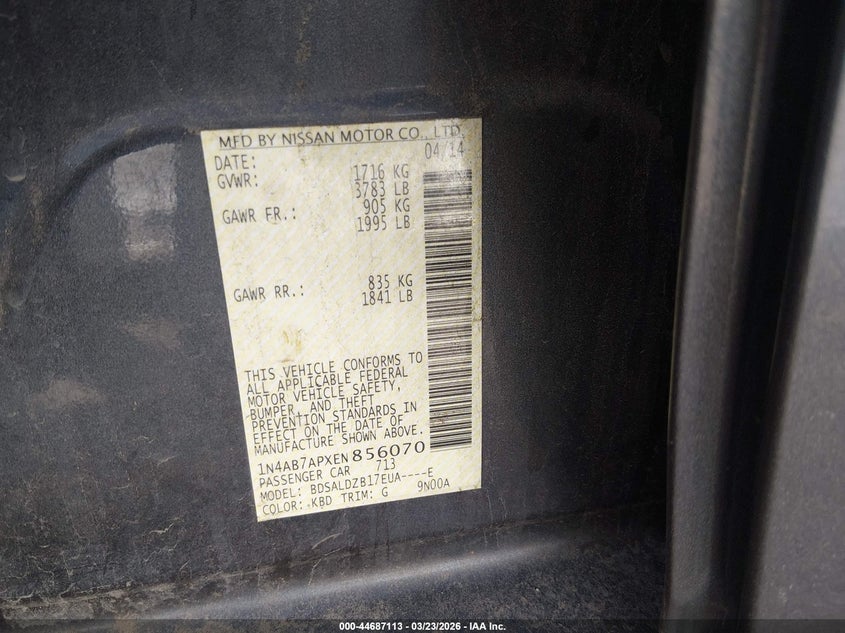 MFD BY NISSAN MOTOR CO., LTD.
DATE: 04/14
GVWR: 1716 KG
3783 LB
GAWR FR.: 905 KG
1995 LB
GAWR RR.: 835 KG
1841 LB
THIS VEHICLE CONFORMS TO
ALL APPLICABLE FEDERAL
MOTOR VEHICLE SAFETY,
BUMPER, AND THEFT
PREVENTION STANDARDS IN
EFFECT ON THE DATE OF
MANUFACTURE SHOWN ABOVE.
1N4AB7APXEN856070
PASSENGER CAR 713
MODEL: BDSALDZB17EUA----E
COLOR: KBD TRIM: G 9N00A
000-44687113 - 03/23/2026 - IAA Inc.